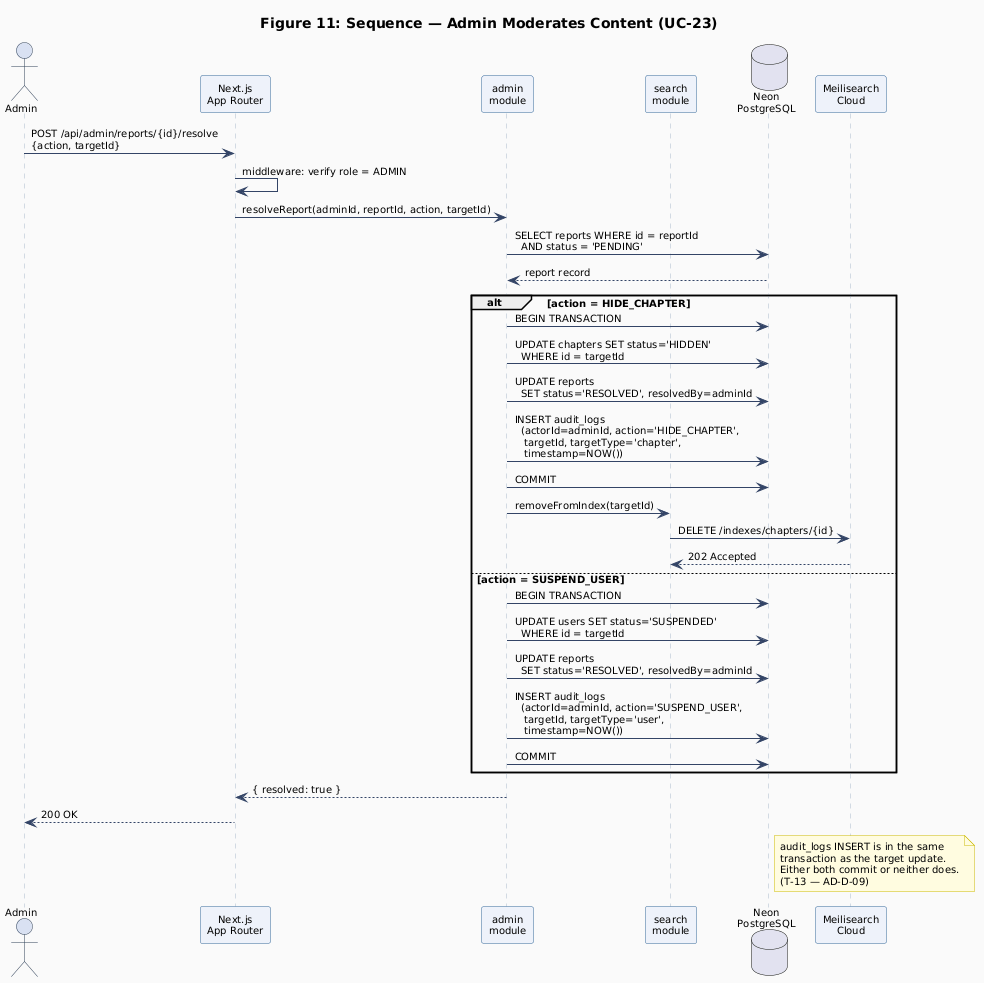 Figure 11: Sequence — Admin Moderates Content (UC-23)
Admin
Next.js
App Router
admin
module
search
module
Neon
PostgreSQL
Meilisearch
Cloud
POST /api/admin/reports/{id}/resolve
{action, targetId}
middleware: verify role = ADMIN
resolveReport(adminId, reportId, action, targetId)
SELECT reports WHERE id = reportId
AND status = 'PENDING'
report record
alt [action = HIDE_CHAPTER]
BEGIN TRANSACTION
UPDATE chapters SET status='HIDDEN'
WHERE id = targetId
UPDATE reports
SET status='RESOLVED', resolvedBy=adminId
INSERT audit_logs
(actorId=adminId, action='HIDE_CHAPTER',
targetId, targetType='chapter',
timestamp=NOW())
COMMIT
removeFromIndex(targetId)
DELETE /indexes/chapters/{id}
202 Accepted
[action = SUSPEND_USER]
BEGIN TRANSACTION
UPDATE users SET status='SUSPENDED'
WHERE id = targetId
UPDATE reports
SET status='RESOLVED', resolvedBy=adminId
INSERT audit_logs
(actorId=adminId, action='SUSPEND_USER',
targetId, targetType='user',
timestamp=NOW())
COMMIT
{ resolved: true }
200 OK
audit_logs INSERT is in the same
transaction as the target update.
Either both commit or neither does.
(T-13 — AD-D-09)
Admin
Next.js
App Router
admin
module
search
module
Neon
PostgreSQL
Meilisearch
Cloud